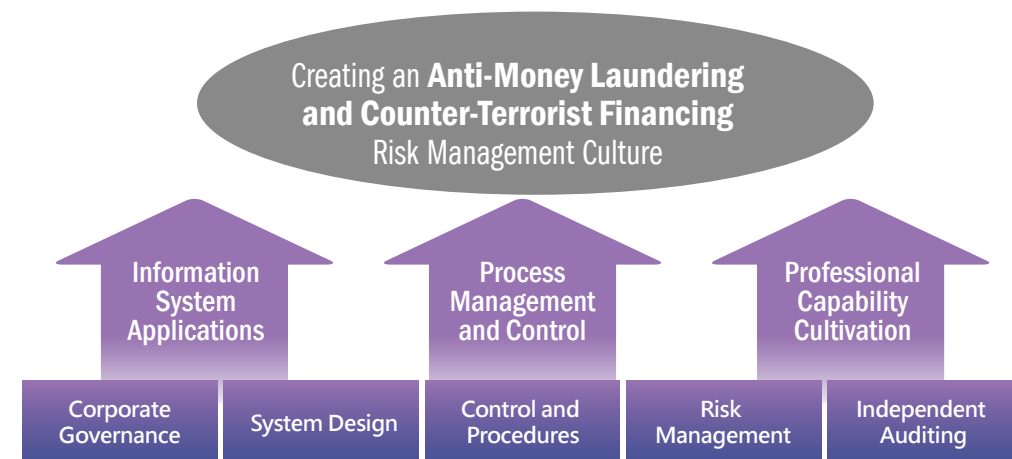 Creating an Anti-Money Laundering
and Counter-Terrorist Financing
Risk Management Culture
Information
System
Applications
Process
Management
and Control
Professional
Capability
Cultivation
Corporate
Governance
System Design
Control and
Procedures
Risk
Management
Independent
Auditing